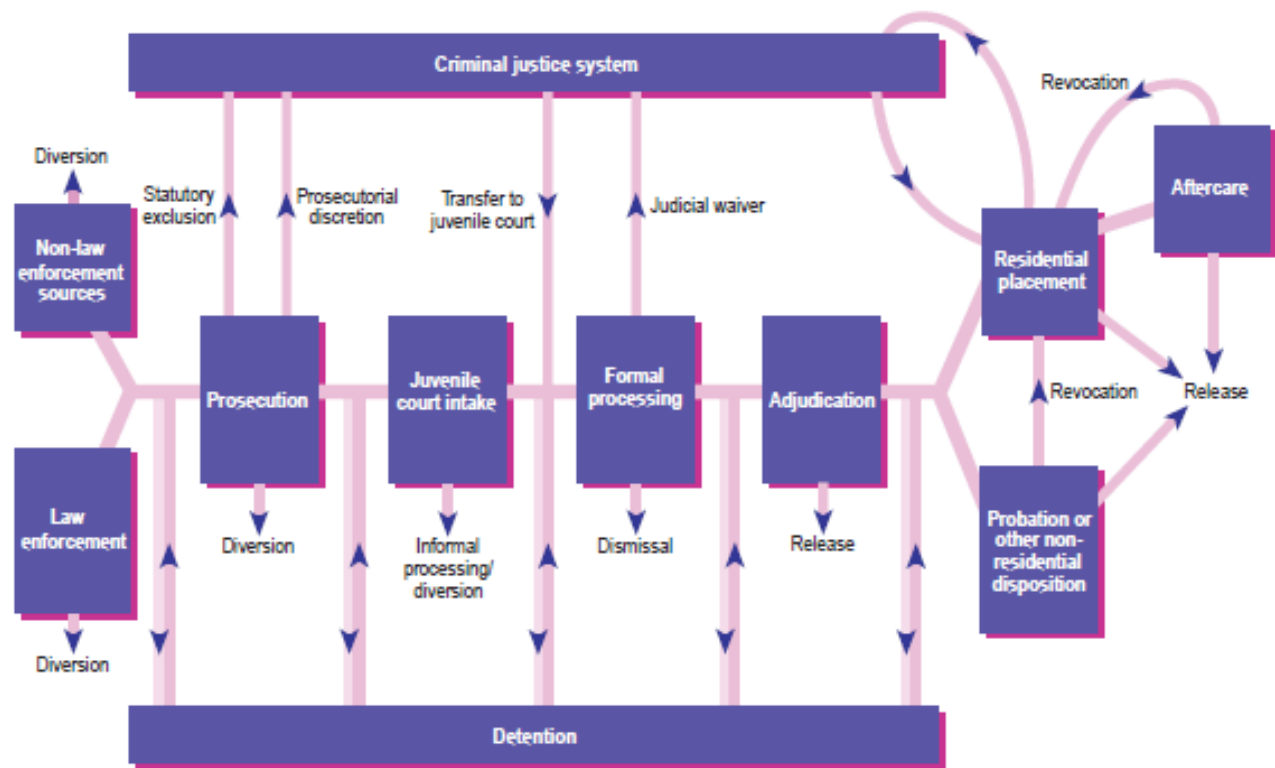 Criminal justice system
Revocation
Diversion
Aftercare
Statutory
exclusion
Prosecutorial
discretion
Transfer to
juvenile court
Judicial waiver
Non-law
enforcement
sources
Residential
placement
Prosecution
Juvenile
court intake
Formal
processing
Adjudication
Revocation
Release
Law
enforcement
Diversion
Informal
processing/
diversion
Dismissal
Release
Probation or
other non-
residential
disposition
Diversion
Detention